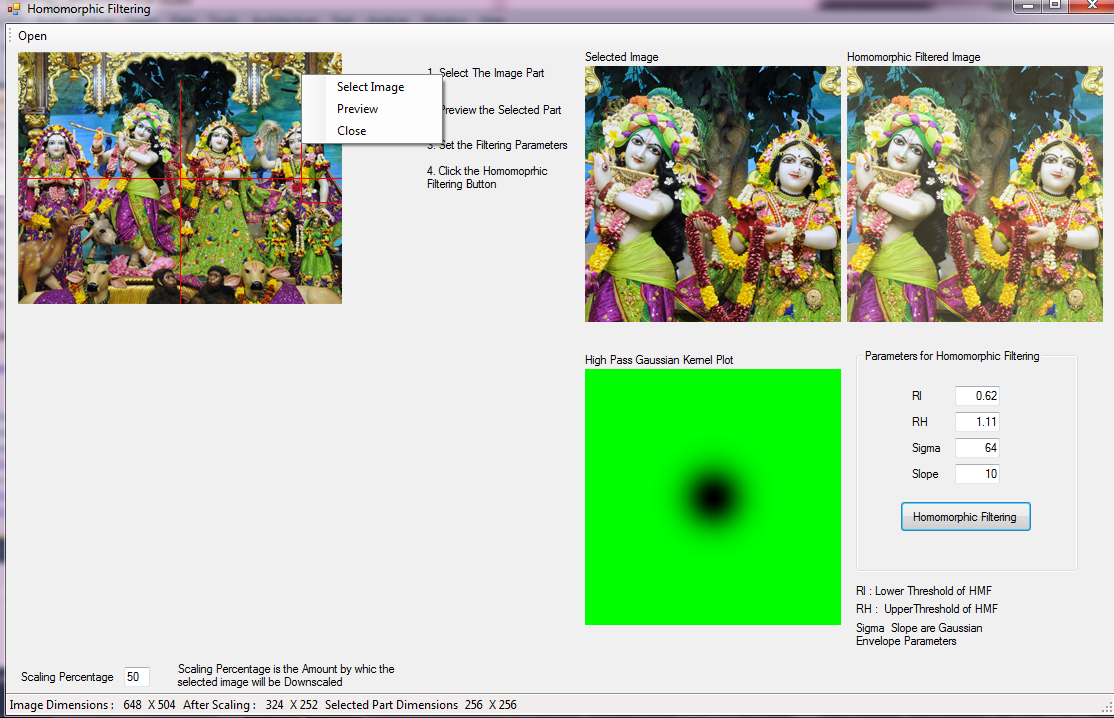 Homomorphic Filtering
Open
Select Image
Preview
Close
1. Select The Image Part
Preview the Selected Part
3. Set the Filtering Parameters
4. Click the Homomoprhic
Filtering Button
Selected Image
Homomorphic Filtered Image
High Pass Gaussian Kernel Plot
Parameters for Homomorphic Filtering
Rl 0.62
RH 1.11
Sigma 64
Slope 10
Homomorphic Filtering
Rl : Lower Threshold of HMF
RH : UpperThreshold of HMF
Sigma Slope are Gaussian
Envelope Parameters
Scaling Percentage 50
Scaling Percentage is the Amount by whic the
selected image will be Downscaled
Image Dimensions : 648 X 504 After Scaling : 324 X 252 Selected Part Dimensions 256 X 256